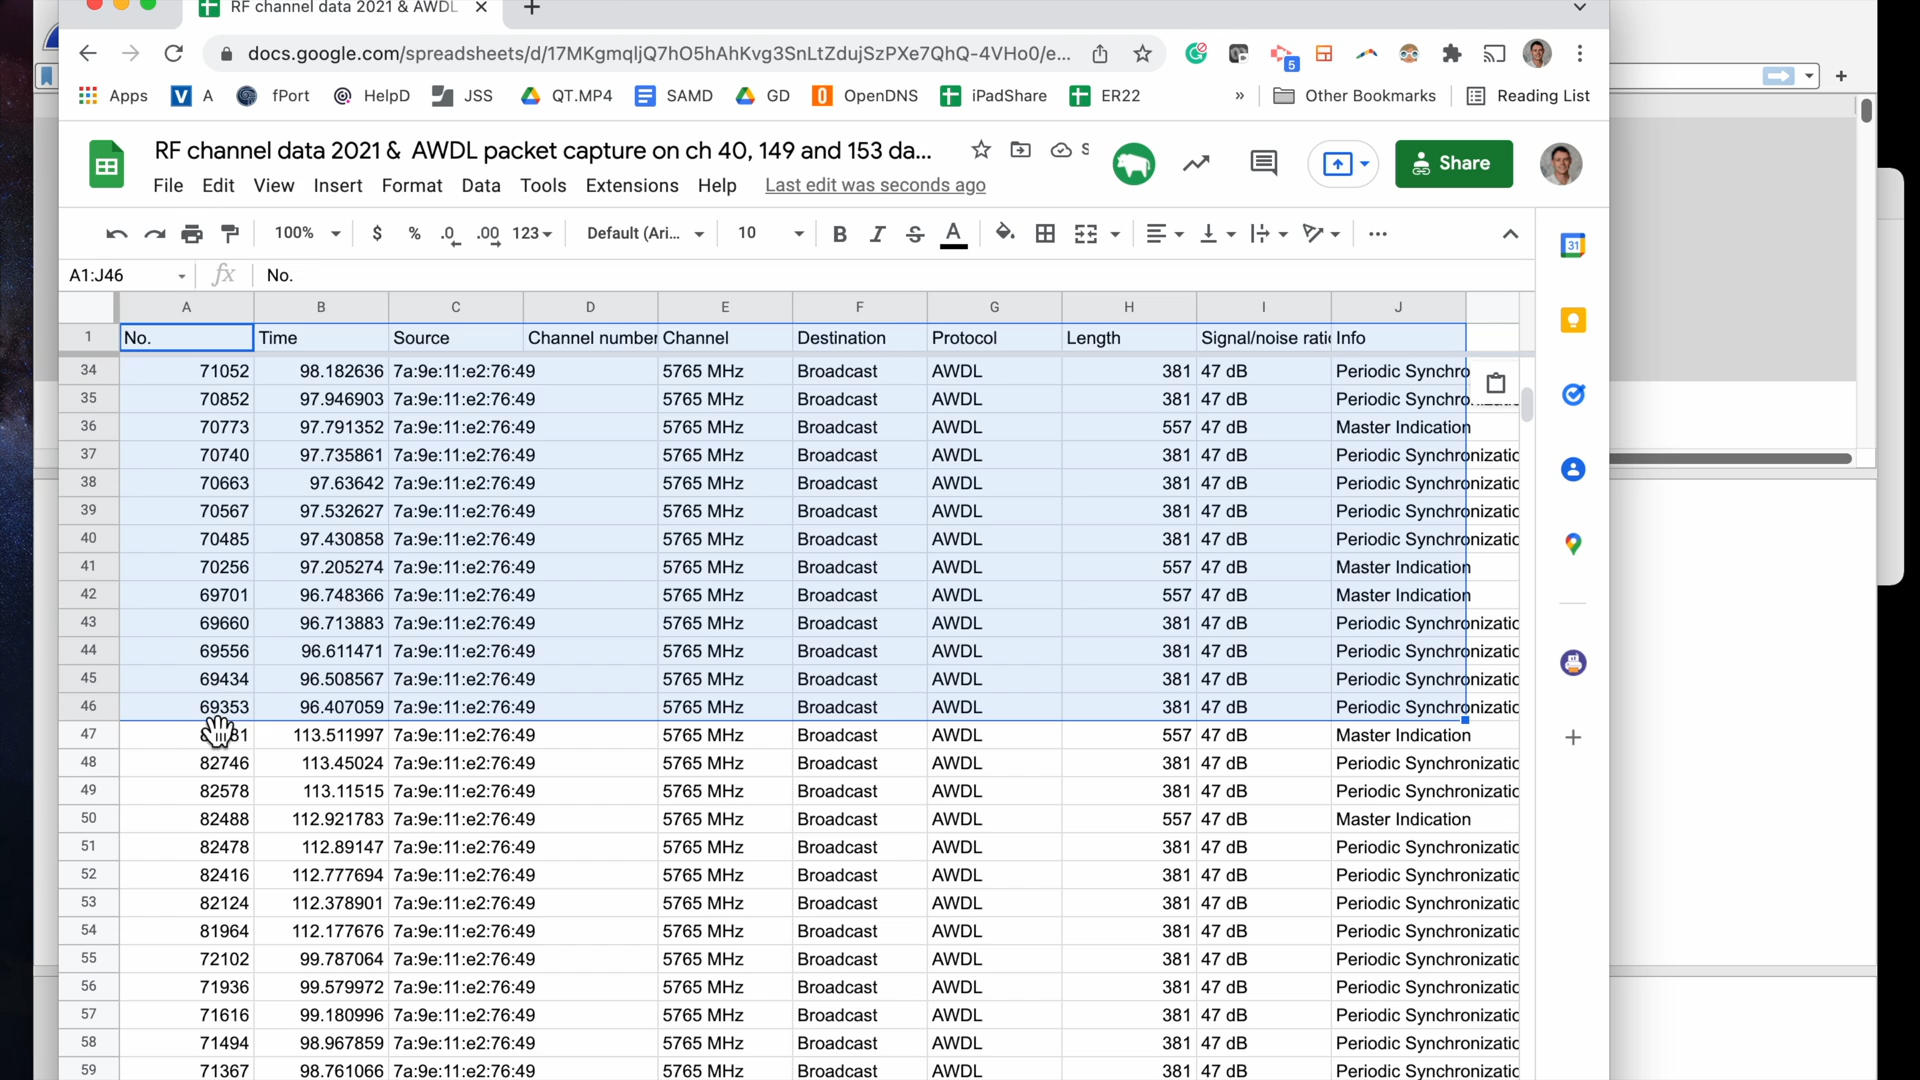 RF channel data 2021 & AWDL
docs.google.com/spreadsheets/d/17MKgmqljQ7hO5hAhKvg3SnLtZdujSzPXe7QhQ-4VHo0/e...
5
Apps A fPort HelpD JSS QT.MP4 SAMD GD OpenDNS iPadShare ER22 » Other Bookmarks Reading List
RF channel data 2021 & AWDL packet capture on ch 40, 149 and 153 da... S
Share
File Edit View Insert Format Data Tools Extensions Help Last edit was seconds ago
100% $ % .0 .00 123 Default (Ari... 10 B I S A
31
A1:J46 fx No.
A B C D E F G H I J
1 No. Time Source Channel number Channel Destination Protocol Length Signal/noise ratio Info
34 71052 98.182636 7a:9e:11:e2:76:49 5765 MHz Broadcast AWDL 381 47 dB Periodic Synchro
35 70852 97.946903 7a:9e:11:e2:76:49 5765 MHz Broadcast AWDL 381 47 dB Periodic Synchro
36 70773 97.791352 7a:9e:11:e2:76:49 5765 MHz Broadcast AWDL 557 47 dB Master Indication
37 70740 97.735861 7a:9e:11:e2:76:49 5765 MHz Broadcast AWDL 381 47 dB Periodic Synchronizatio
38 70663 97.63642 7a:9e:11:e2:76:49 5765 MHz Broadcast AWDL 381 47 dB Periodic Synchronizatio
39 70567 97.532627 7a:9e:11:e2:76:49 5765 MHz Broadcast AWDL 381 47 dB Periodic Synchronizatio
40 70485 97.430858 7a:9e:11:e2:76:49 5765 MHz Broadcast AWDL 381 47 dB Periodic Synchronizatio
41 70256 97.205274 7a:9e:11:e2:76:49 5765 MHz Broadcast AWDL 557 47 dB Master Indication
42 69701 96.748366 7a:9e:11:e2:76:49 5765 MHz Broadcast AWDL 557 47 dB Master Indication
43 69660 96.713883 7a:9e:11:e2:76:49 5765 MHz Broadcast AWDL 381 47 dB Periodic Synchronizatio
44 69556 96.611471 7a:9e:11:e2:76:49 5765 MHz Broadcast AWDL 381 47 dB Periodic Synchronizatio
45 69434 96.508567 7a:9e:11:e2:76:49 5765 MHz Broadcast AWDL 381 47 dB Periodic Synchronizatio
46 69353 96.407059 7a:9e:11:e2:76:49 5765 MHz Broadcast AWDL 381 47 dB Periodic Synchronizatio
47 113.511997 7a:9e:11:e2:76:49 5765 MHz Broadcast AWDL 557 47 dB Master Indication
48 82746 113.45024 7a:9e:11:e2:76:49 5765 MHz Broadcast AWDL 381 47 dB Periodic Synchronizatio
49 82578 113.11515 7a:9e:11:e2:76:49 5765 MHz Broadcast AWDL 381 47 dB Periodic Synchronizatio
50 82488 112.921783 7a:9e:11:e2:76:49 5765 MHz Broadcast AWDL 557 47 dB Master Indication
51 82478 112.89147 7a:9e:11:e2:76:49 5765 MHz Broadcast AWDL 381 47 dB Periodic Synchronizatio
52 82416 112.777694 7a:9e:11:e2:76:49 5765 MHz Broadcast AWDL 381 47 dB Periodic Synchronizatio
53 82124 112.378901 7a:9e:11:e2:76:49 5765 MHz Broadcast AWDL 381 47 dB Periodic Synchronizatio
54 81964 112.177676 7a:9e:11:e2:76:49 5765 MHz Broadcast AWDL 381 47 dB Periodic Synchronizatio
55 72102 99.787064 7a:9e:11:e2:76:49 5765 MHz Broadcast AWDL 381 47 dB Periodic Synchronizatio
56 71936 99.579972 7a:9e:11:e2:76:49 5765 MHz Broadcast AWDL 381 47 dB Periodic Synchronizatio
57 71616 99.180996 7a:9e:11:e2:76:49 5765 MHz Broadcast AWDL 381 47 dB Periodic Synchronizatio
58 71494 98.967859 7a:9e:11:e2:76:49 5765 MHz Broadcast AWDL 381 47 dB Periodic Synchronizatio
59 71367 98.761066 7a:9e:11:e2:76:49 5765 MHz Broadcast AWDL 381 47 dB Periodic Synchronizatio